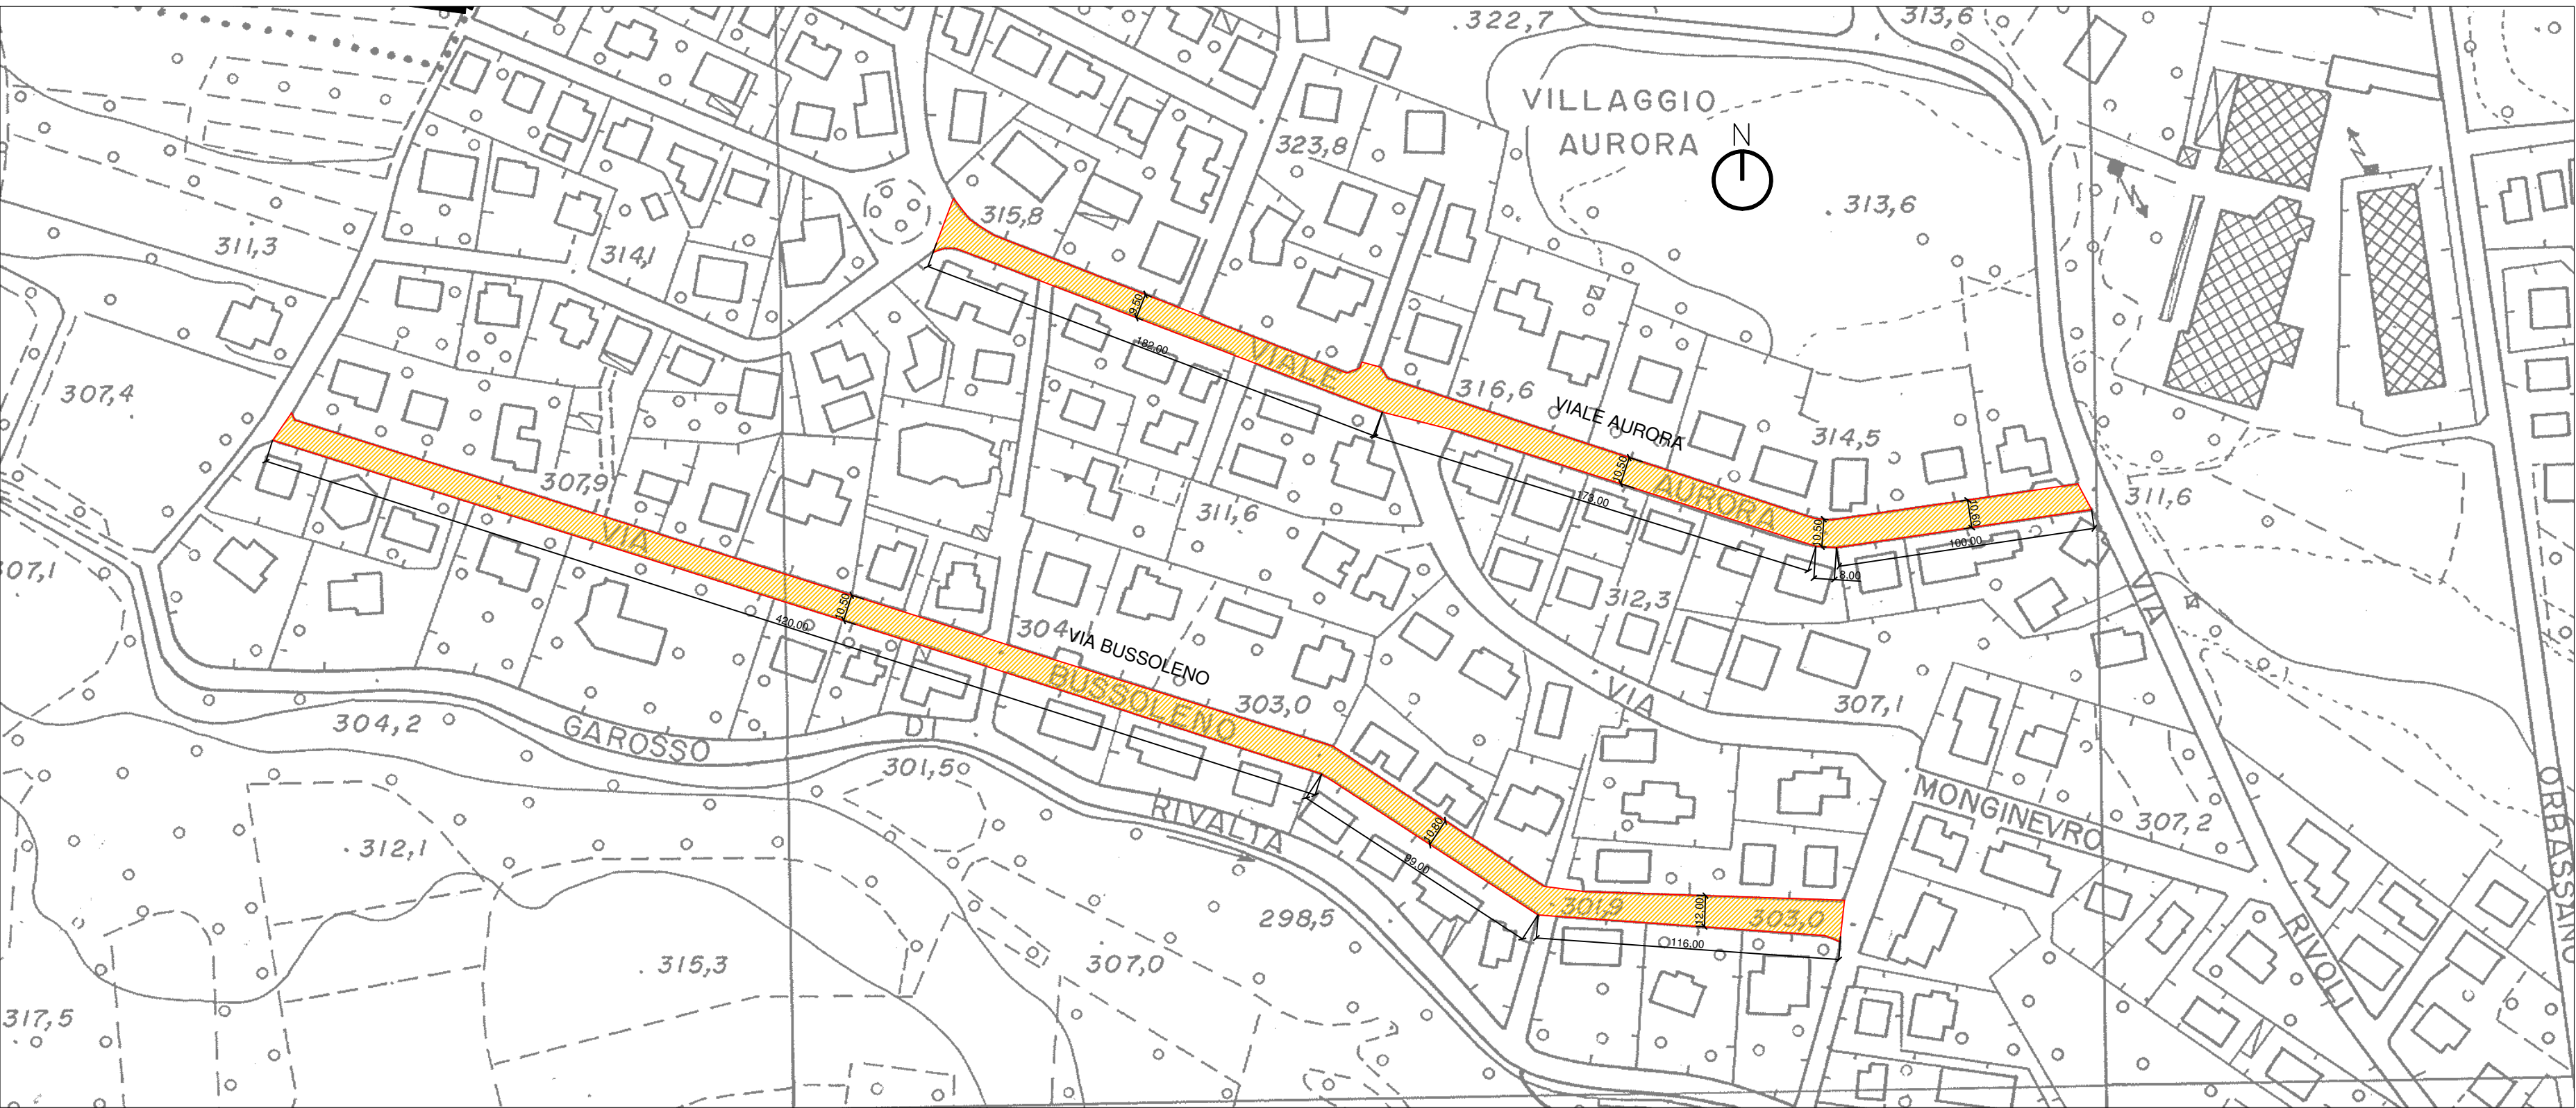 322,7
313,6
VILLAGGIO
AURORA
N
323,8
313,6
315,8
311,3
314,1
9.50
182.00
VIALE
307,4
316,6
VIALE AURORA
314,5
10.50
173.00
AURORA
10.50
10.60
100.00
8.00
311,6
307,9
VIA
311,6
10.50
420.00
312,3
VIA
304
VIA BUSSOLENO
BUSSOLENO
303,0
VIA
307,1
304,2
GAROSSO
DI
301,5
RIVALTA
MONGINEVRO
307,2
ORBASSANO
312,1
10.80
99.00
301,9
12.00
303,0
116.00
298,5
RIVOLI
315,3
307,0
317,5